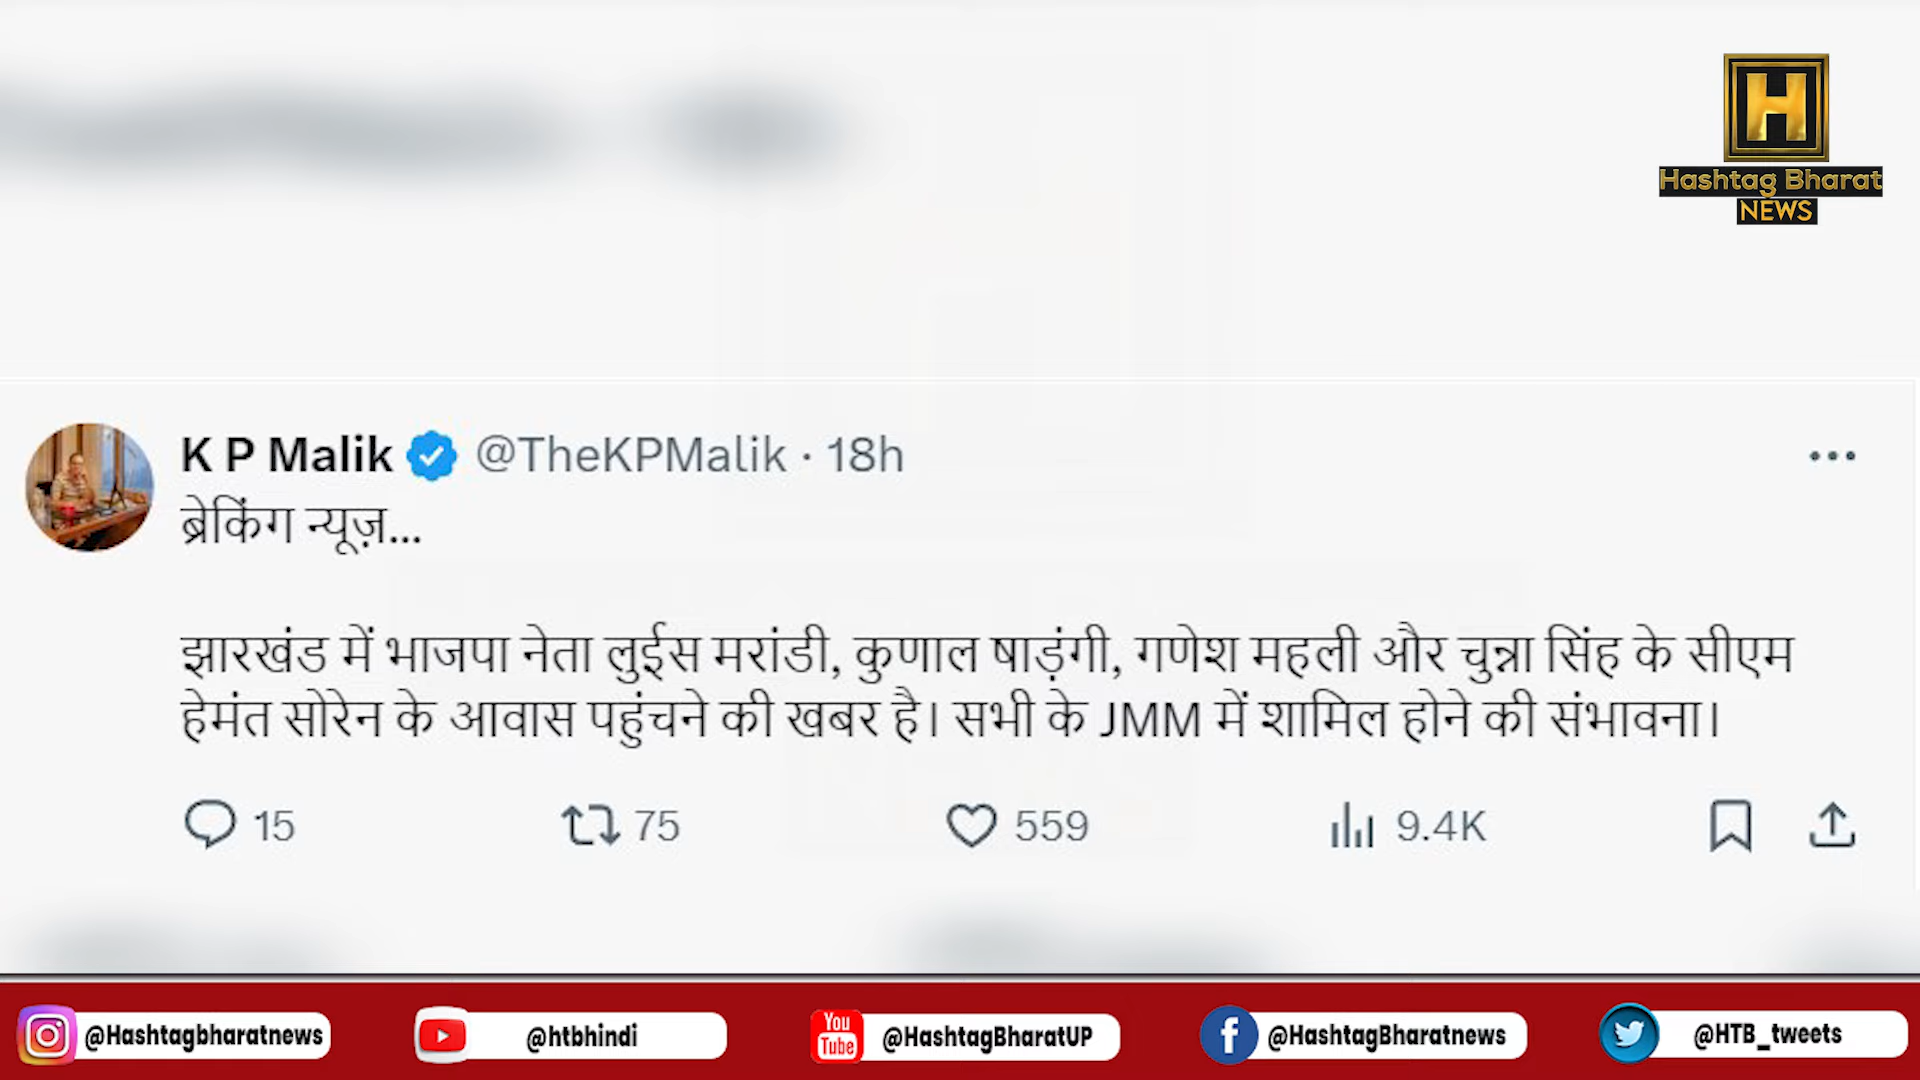 Hashtag Bharat
NEWS
K P Malik @TheKPMalik · 18h
ब्रेकिंग न्यूज़...
झारखंड में भाजपा नेता लुईस मरांडी, कुणाल षाड़ंगी, गणेश महली और चुन्ना सिंह के सीएम
हेमंत सोरेन के आवास पहुंचने की खबर है। सभी के JMM में शामिल होने की संभावना।
15 75 559 9.4K
@Hashtagbharatnews @htbhindi You Tube @HashtagBharatUP @HashtagBharatnews @HTB_tweets